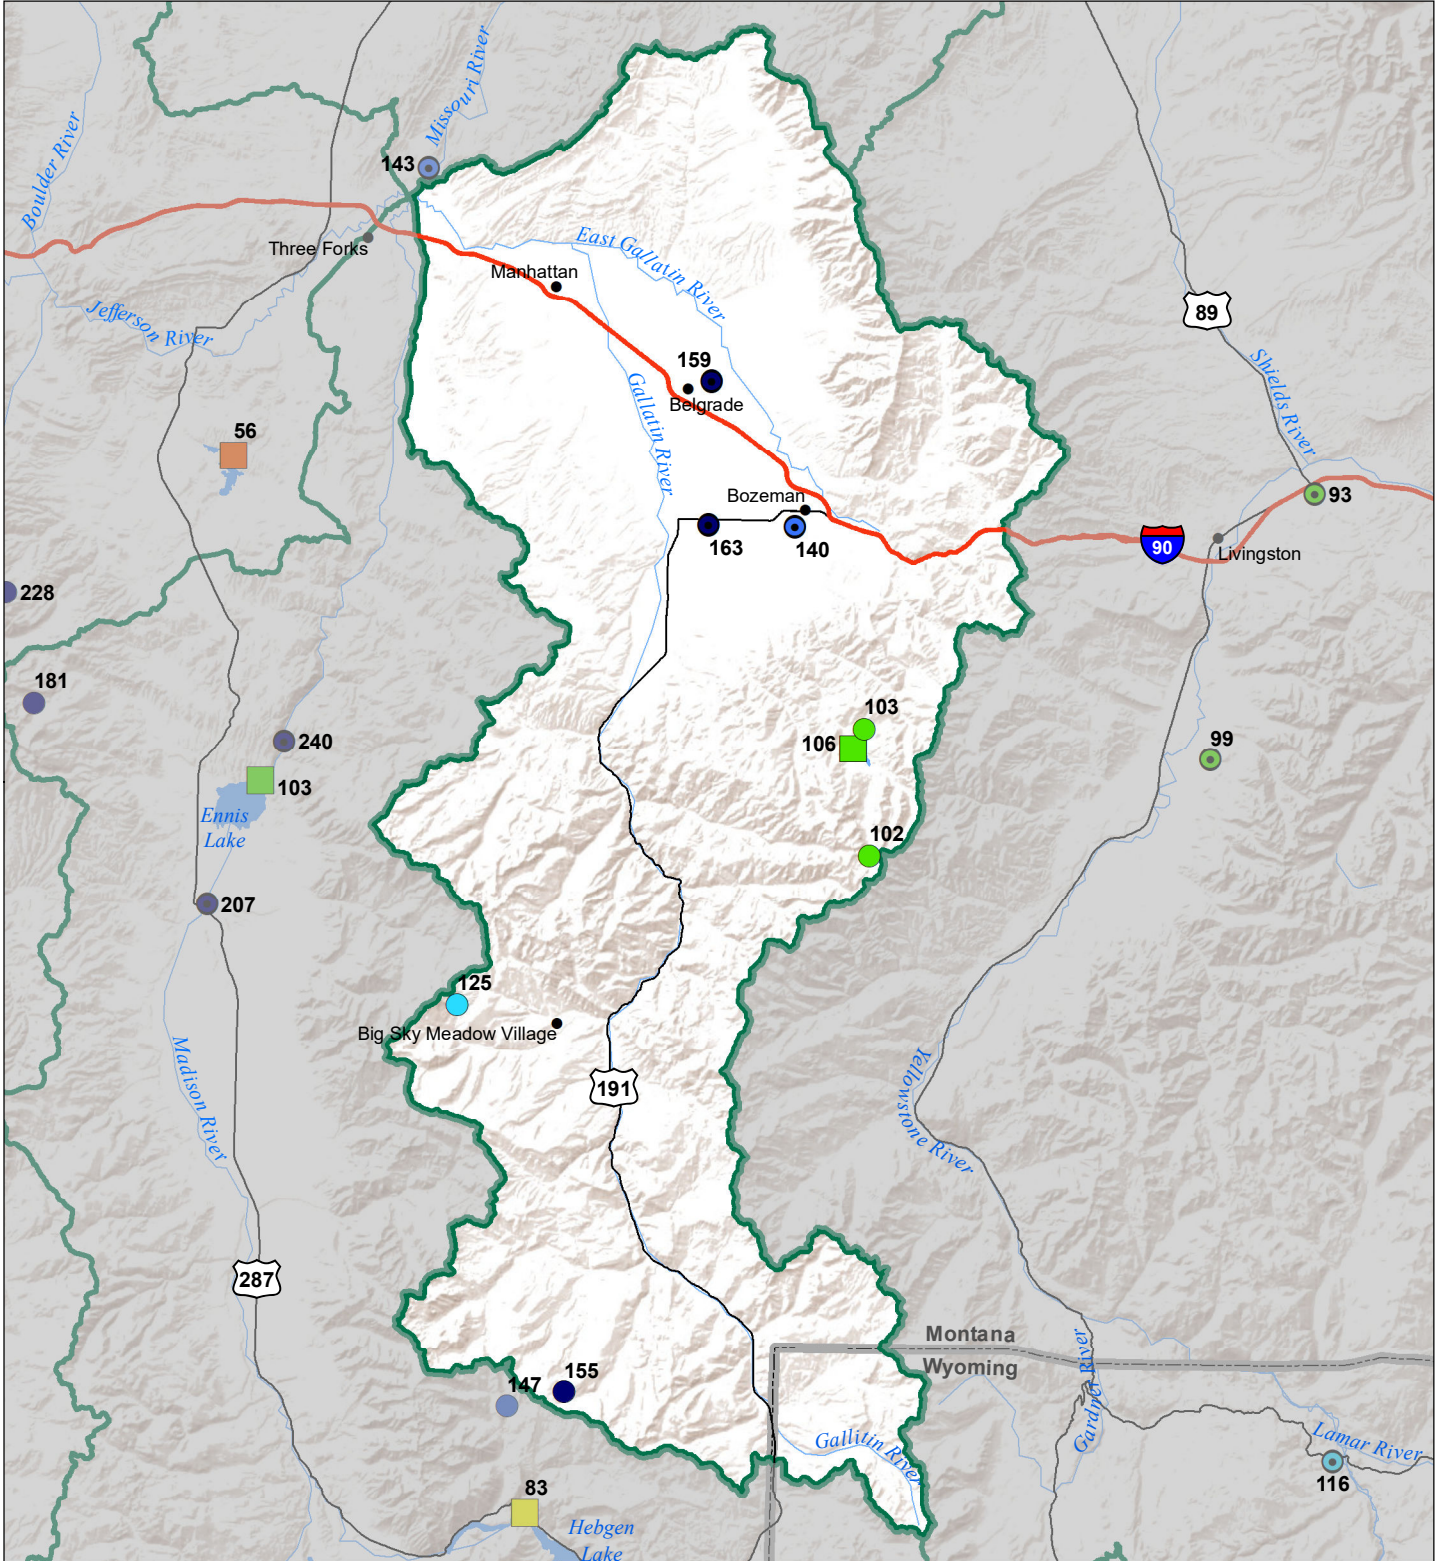 Missouri River
Boulder River
143
Three Forks
East Gallatin River
Manhattan
Jefferson River
89
159
Belgrade
Shields River
Gallatin River
56
Bozeman
93
163
140
90
Livingston
228
181
103
106
240
99
103
Ennis
Lake
102
207
125
Big Sky Meadow Village
Madison River
Yellowstone River
191
287
Montana
Wyoming
Gardner River
155
147
Gallitin River
Lamar River
116
83
Hebgen
Lake